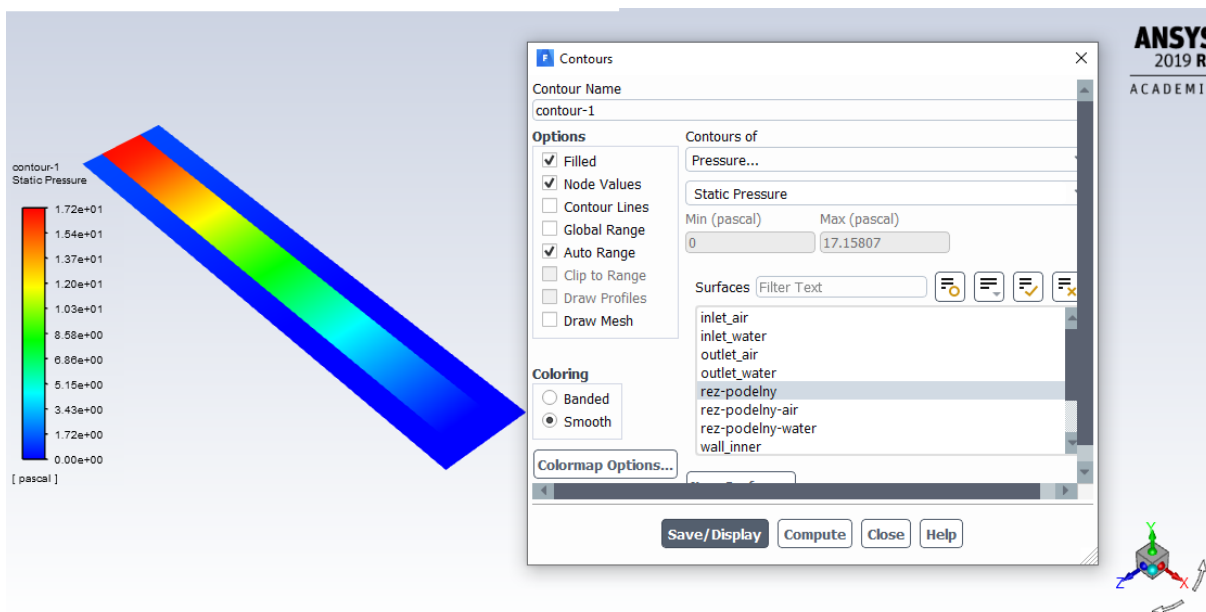 contour-1
Static Pressure
1.72e+01
1.54e+01
1.37e+01
1.20e+01
1.03e+01
8.58e+00
6.86e+00
5.15e+00
3.43e+00
1.72e+00
0.00e+00
[ pascal ]
Contours
Contour Name
contour-1
Options
Filled
Node Values
Contour Lines
Global Range
Auto Range
Clip to Range
Draw Profiles
Draw Mesh
Coloring
Banded
Smooth
Colormap Options...
Contours of
Pressure...
Static Pressure
Min (pascal) Max (pascal)
0 17.15807
Surfaces Filter Text
inlet_air
inlet_water
outlet_air
outlet_water
rez-podelny
rez-podelny-air
rez-podelny-water
wall_inner
Save/Display Compute Close Help
ANSYS
2019 R
ACADEMI
Y
Z X